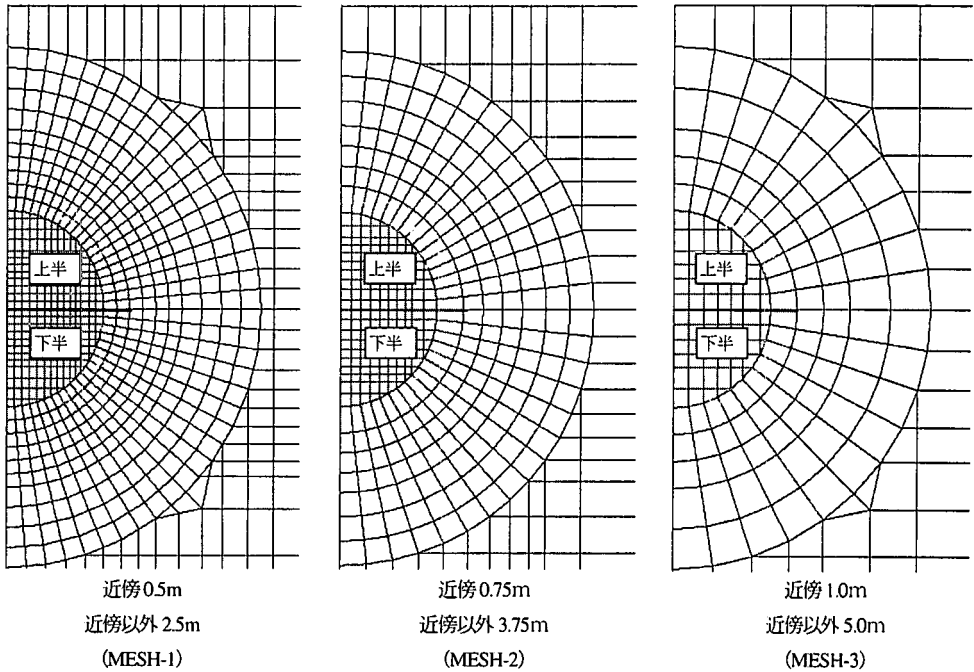 上半
下半
近傍0.5m
近傍以外2.5m
(MESH-1)
上半
下半
近傍0.75m
近傍以外3.75m
(MESH-2)
上半
下半
近傍1.0m
近傍以外5.0m
(MESH-3)